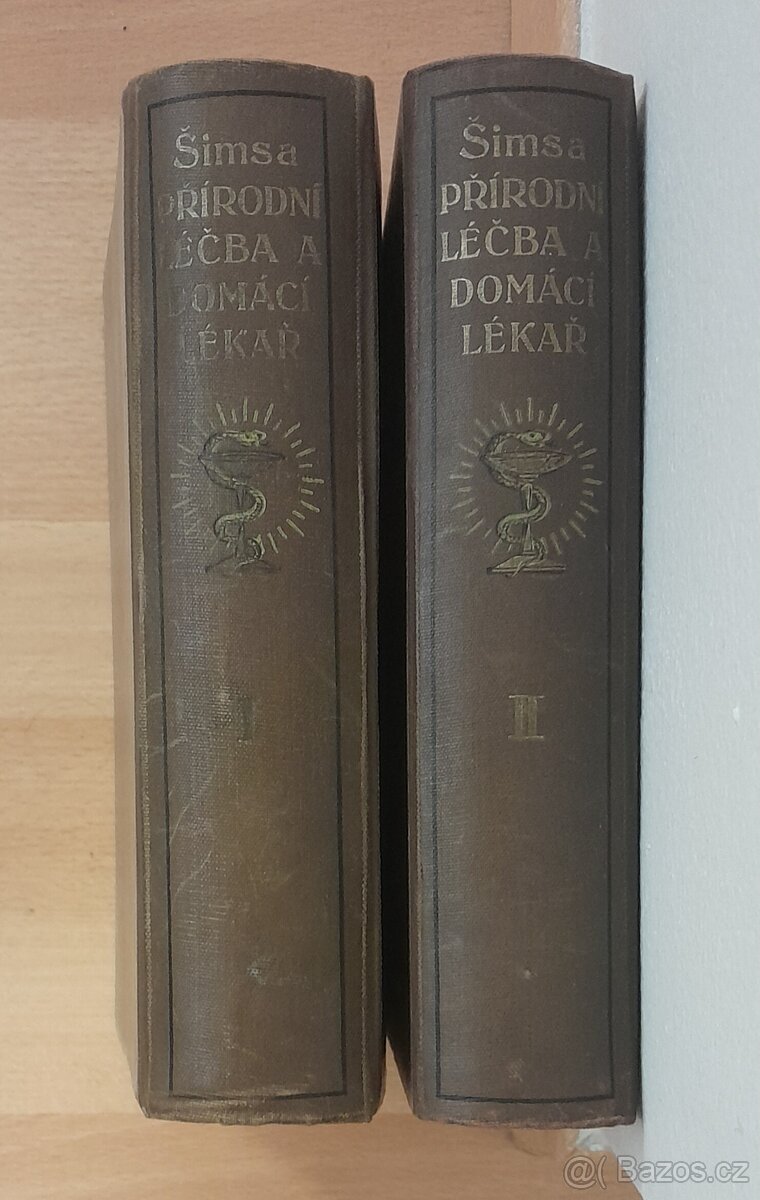 Šimsa
PŘÍRODNÍ
LÉČBA A
DOMÁCÍ
LÉKAŘ
Šimsa
PŘÍRODNÍ
LÉČBA A
DOMÁCÍ
LÉKAŘ
II
@( Bazos.cz